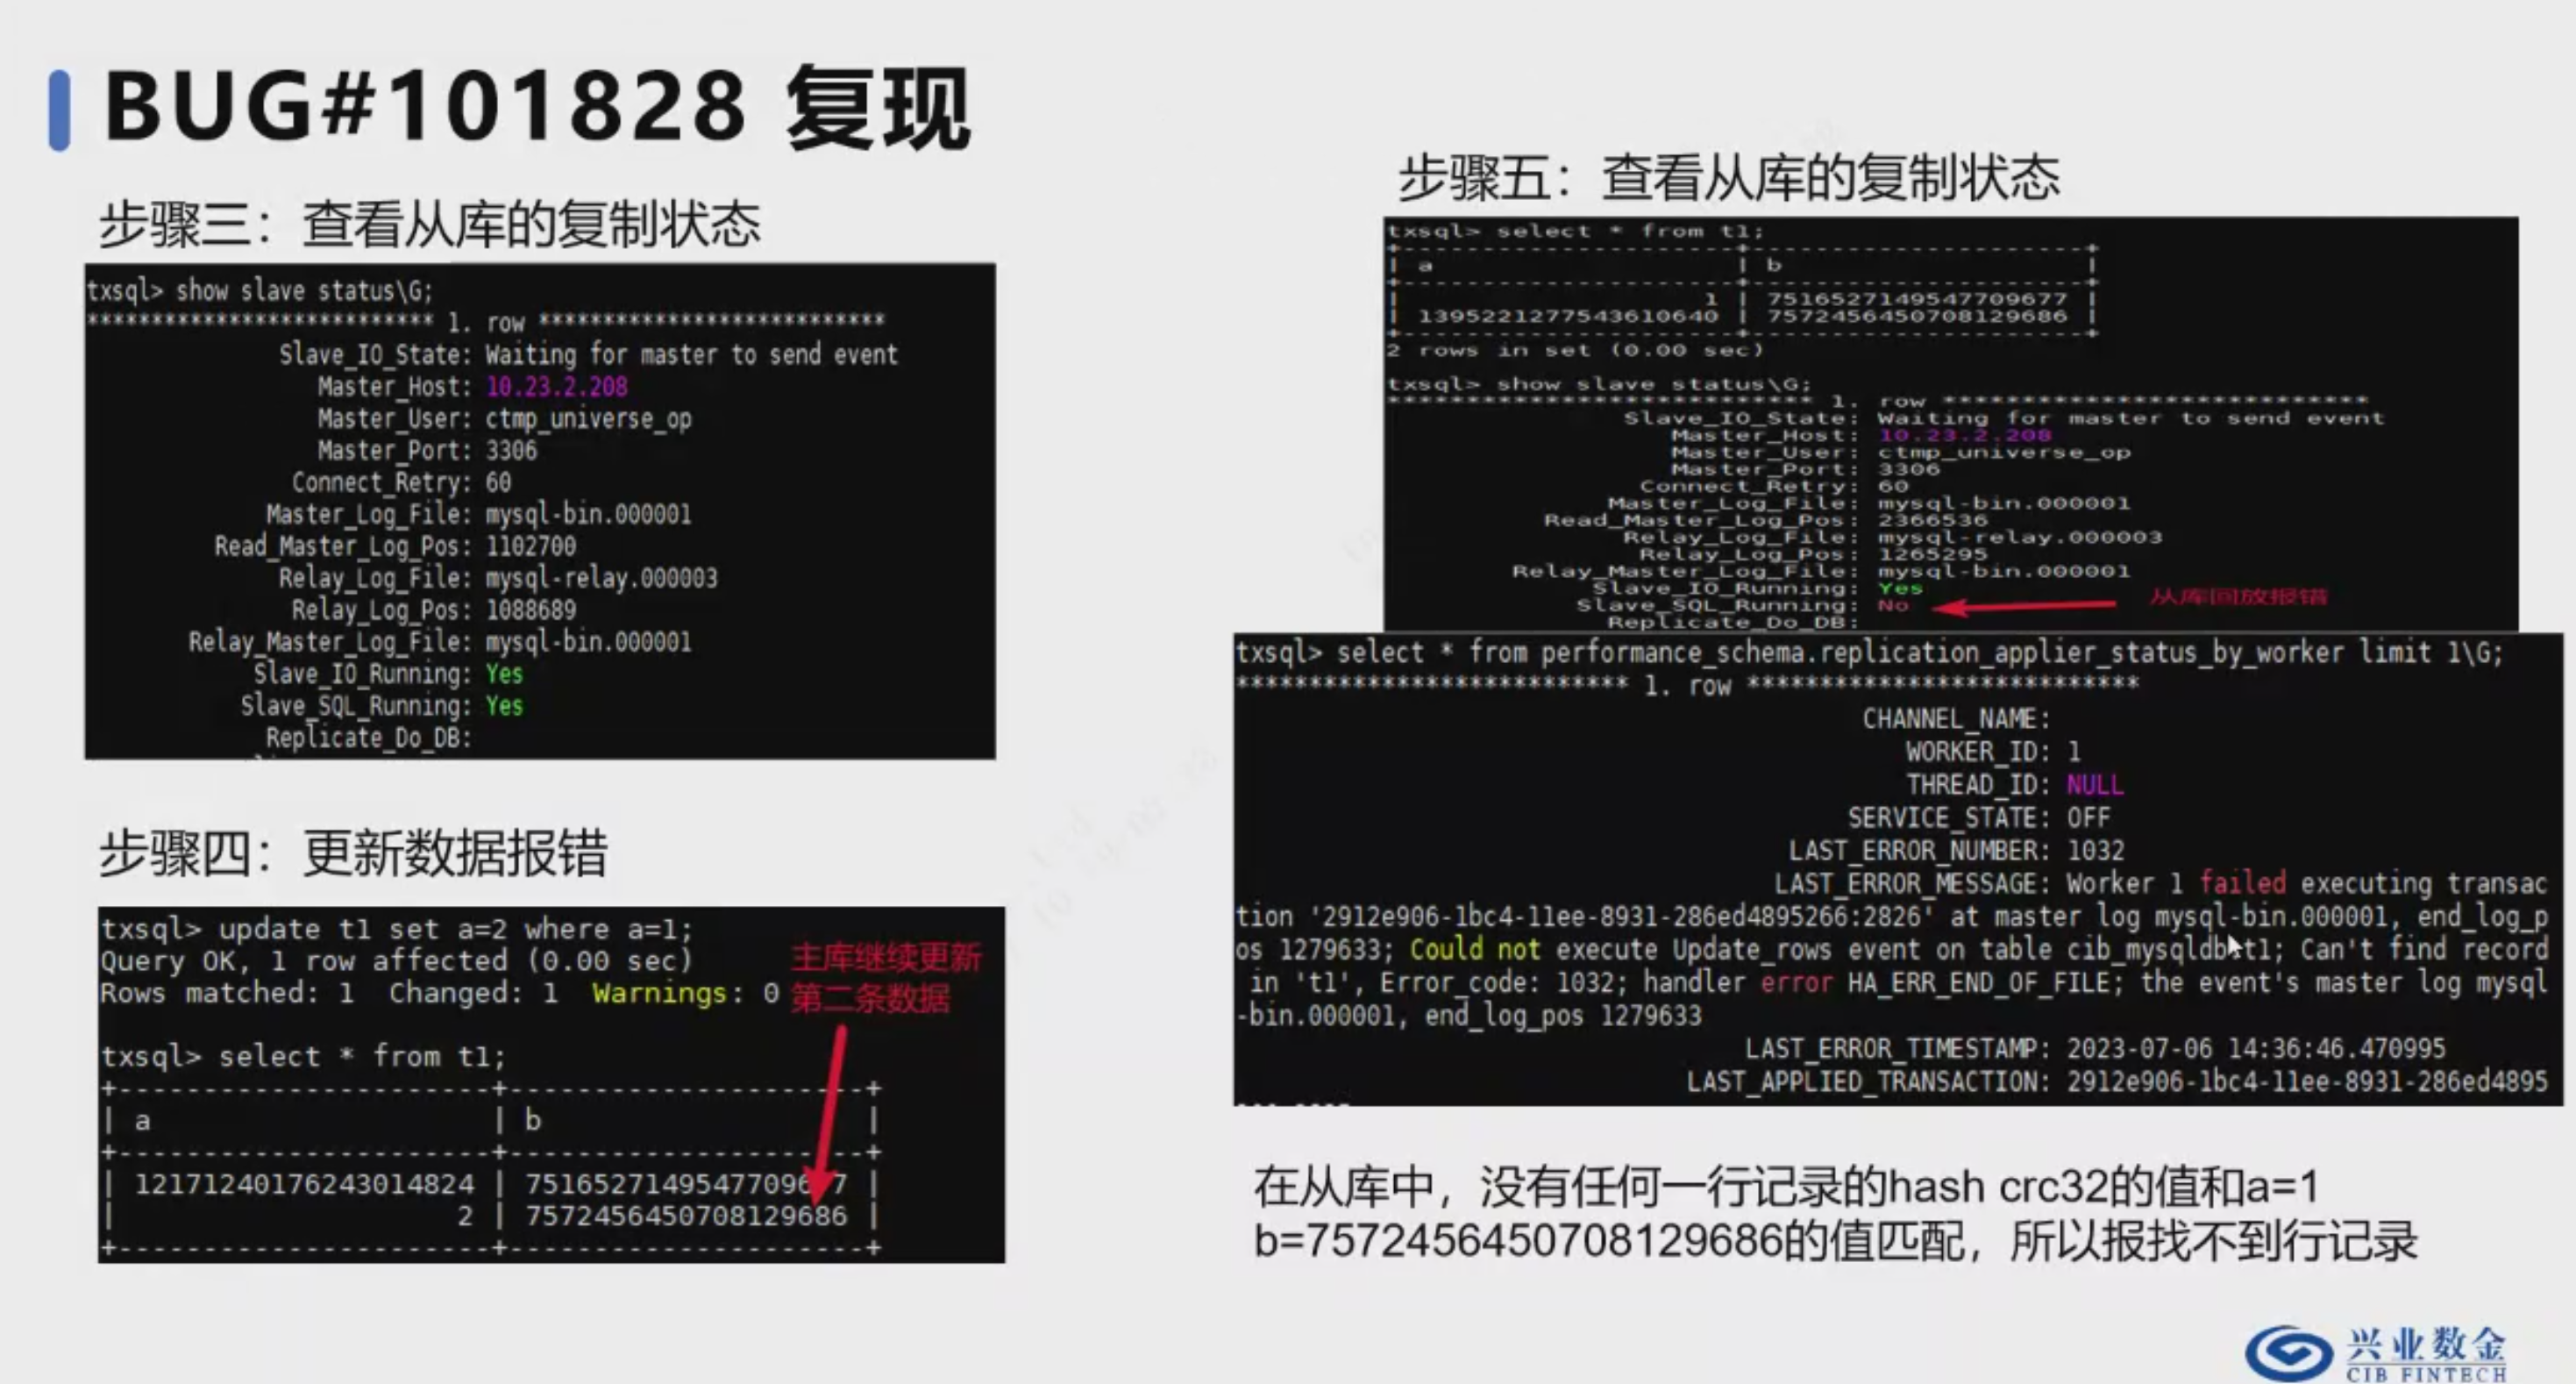 BUG#101828 复现
步骤三：查看从库的复制状态
txsql> show slave status\G;
*************************** 1. row ***************************
Slave_IO_State: Waiting for master to send event
Master_Host: 10.23.2.208
Master_User: ctmp_universe_op
Master_Port: 3306
Connect_Retry: 60
Master_Log_File: mysql-bin.000001
Read_Master_Log_Pos: 1102700
Relay_Log_File: mysql-relay.000003
Relay_Log_Pos: 1088689
Relay_Master_Log_File: mysql-bin.000001
Slave_IO_Running: Yes
Slave_SQL_Running: Yes
Replicate_Do_DB:
步骤四：更新数据报错
txsql> update t1 set a=2 where a=1;
Query OK, 1 row affected (0.00 sec)
Rows matched: 1  Changed: 1  Warnings: 0
主库继续更新
第二条数据
txsql> select * from t1;
+----------------------+---------------------+
| a | b |
+----------------------+---------------------+
| 12171240176243014824 | 7516527149547709677 |
| 2 | 7572456450708129686 |
+----------------------+---------------------+
步骤五：查看从库的复制状态
txsql> select * from t1;
+---------------------+---------------------+
| a | b |
+---------------------+---------------------+
| 1 | 7516527149547709677 |
| 1395221277543610640 | 7572456450708129686 |
+---------------------+---------------------+
2 rows in set (0.00 sec)
txsql> show slave status\G;
*************************** 1. row ***************************
Slave_IO_State: Waiting for master to send event
Master_Host: 10.23.2.208
Master_User: ctmp_universe_op
Master_Port: 3306
Connect_Retry: 60
Master_Log_File: mysql-bin.000001
Read_Master_Log_Pos: 2366536
Relay_Log_File: mysql-relay.000003
Relay_Log_Pos: 1265295
Relay_Master_Log_File: mysql-bin.000001
Slave_IO_Running: Yes
Slave_SQL_Running: No
从库回放报错
Replicate_Do_DB:
txsql> select * from performance_schema.replication_applier_status_by_worker limit 1\G;
*************************** 1. row ***************************
CHANNEL_NAME:
WORKER_ID: 1
THREAD_ID: NULL
SERVICE_STATE: OFF
LAST_ERROR_NUMBER: 1032
LAST_ERROR_MESSAGE: Worker 1 failed executing transac
tion '2912e906-1bc4-11ee-8931-286ed4895266:2826' at master log mysql-bin.000001, end_log_p
os 1279633; Could not execute Update_rows event on table cib_mysqldb.t1; Can't find record
in 't1', Error_code: 1032; handler error HA_ERR_END_OF_FILE; the event's master log mysql
-bin.000001, end_log_pos 1279633
LAST_ERROR_TIMESTAMP: 2023-07-06 14:36:46.470995
LAST_APPLIED_TRANSACTION: 2912e906-1bc4-11ee-8931-286ed4895
在从库中，没有任何一行记录的hash crc32的值和a=1
b=7572456450708129686的值匹配，所以报找不到行记录
兴业数金
CIB FINTECH